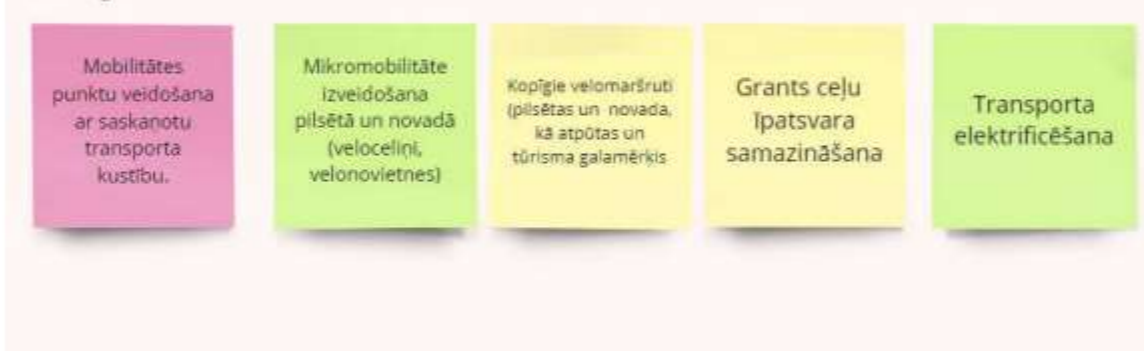 Mobilitātes
punktu veidošana
ar saskanotu
transporta
kustību.
Mikromobilitāte
izveidošana
pilsētā un novadā
(veloceliņi,
velonovietnes)
Kopīgie velomaršruti
(pilsētas un novada,
kā atpūtas un
tūrisma galamērķis
Grants ceļu
īpatsvara
samazināšana
Transporta
elektrificēšana